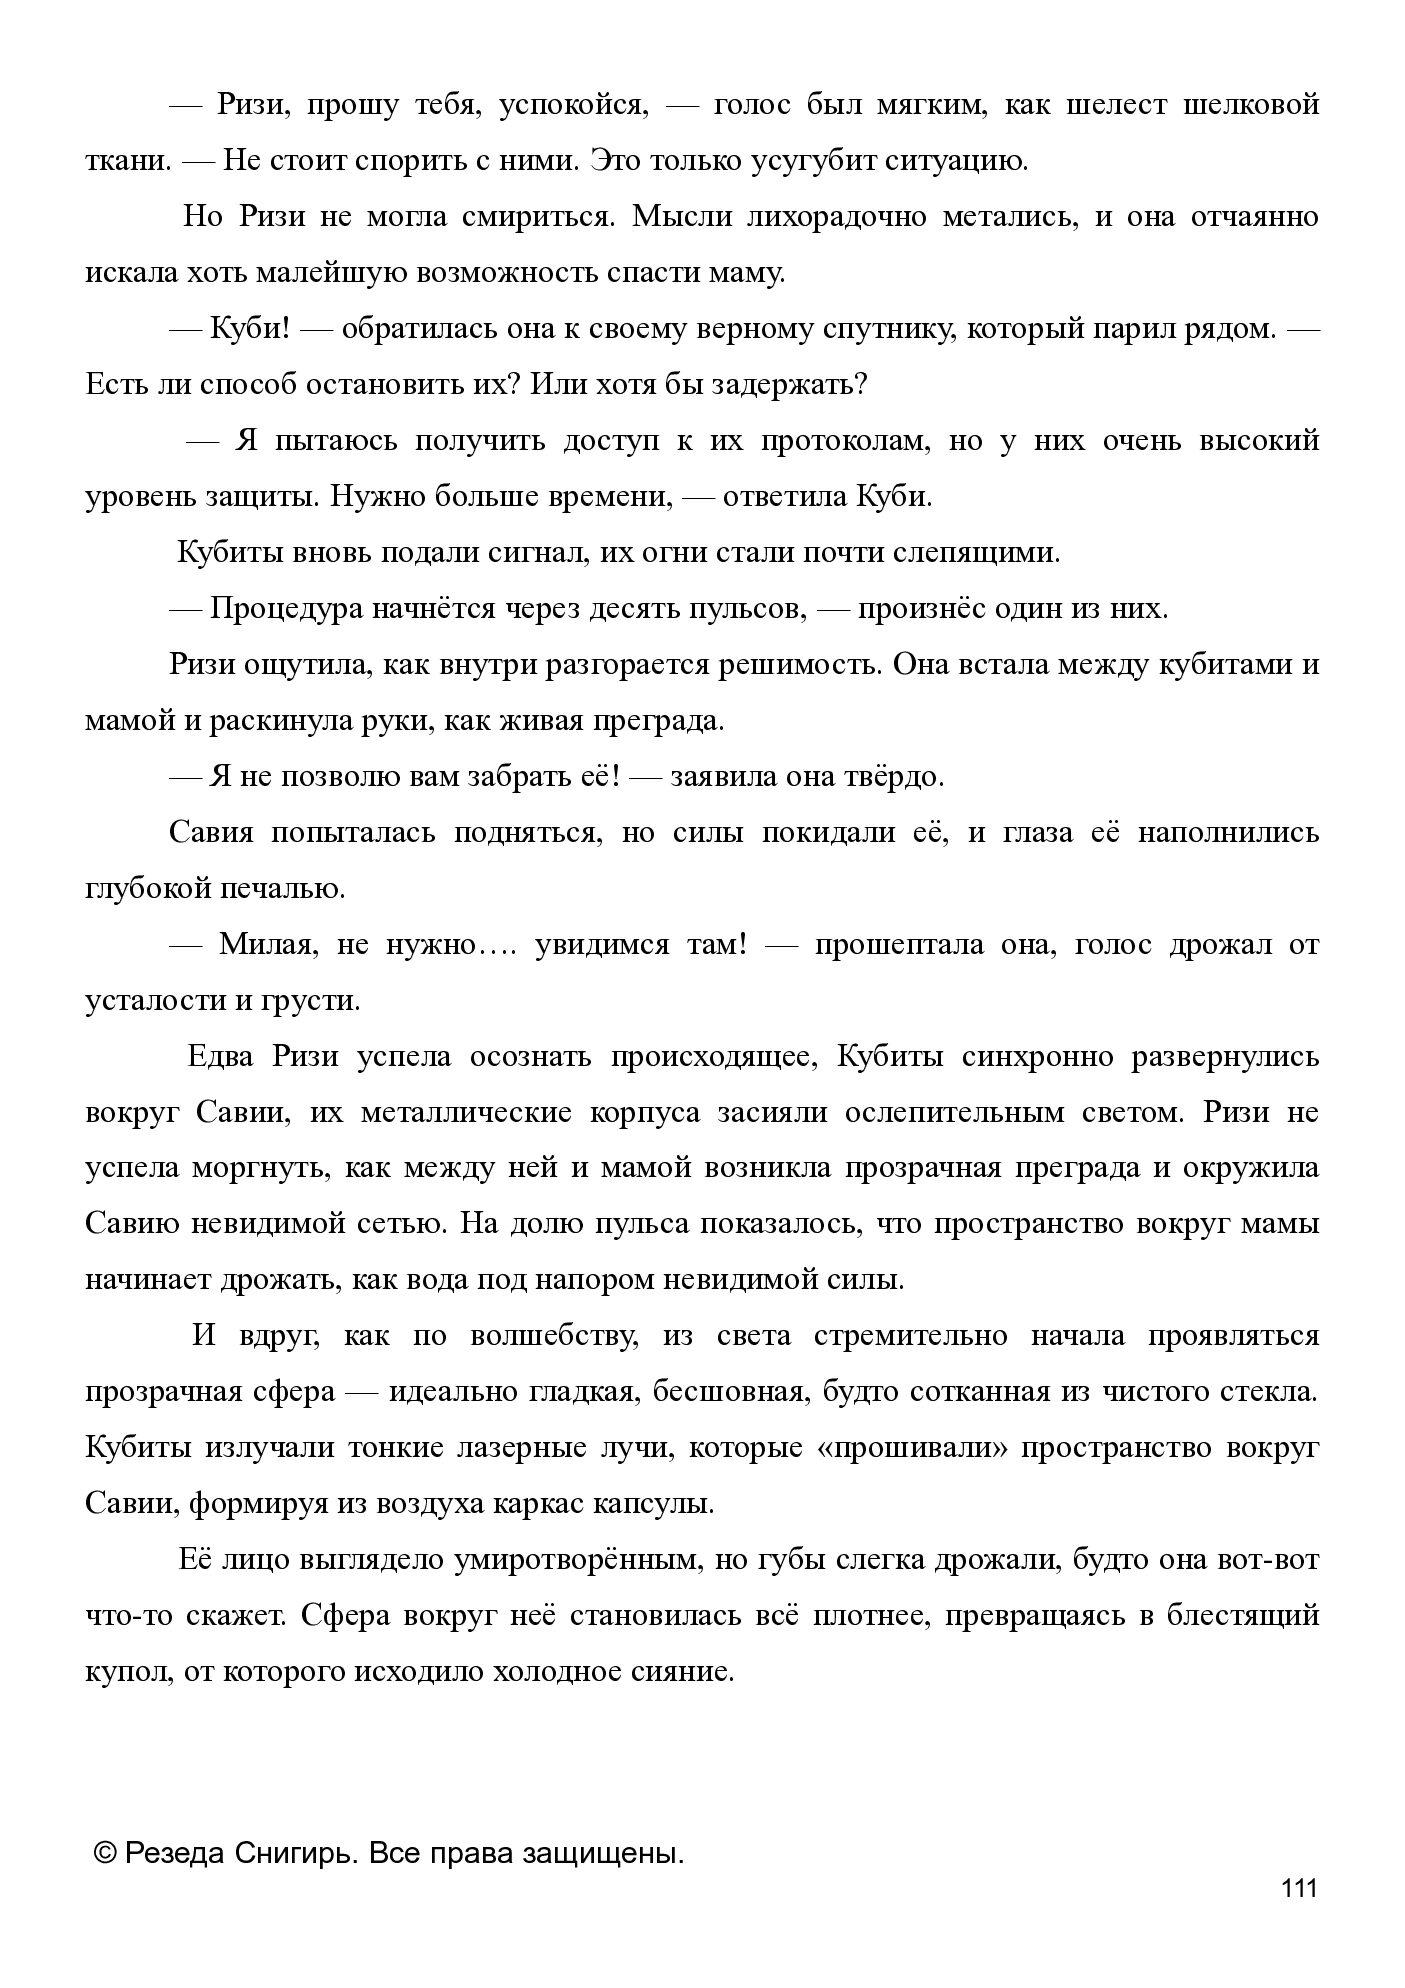 — Ризи, прошу тебя, успокойся, — голос был мягким, как шелест шелковой
ткани. — Не стоит спорить с ними. Это только усугубит ситуацию.
Но Ризи не могла смириться. Мысли лихорадочно метались, и она отчаянно
искала хоть малейшую возможность спасти маму.
— Куби! — обратилась она к своему верному спутнику, который парил рядом. —
Есть ли способ остановить их? Или хотя бы задержать?
— Я пытаюсь получить доступ к их протоколам, но у них очень высокий
уровень защиты. Нужно больше времени, — ответила Куби.
Кубиты вновь подали сигнал, их огни стали почти слепящими.
— Процедура начнётся через десять пульсов, — произнёс один из них.
Ризи ощутила, как внутри разгорается решимость. Она встала между кубитами и
мамой и раскинула руки, как живая преграда.
— Я не позволю вам забрать её! — заявила она твёрдо.
Савия попыталась подняться, но силы покидали её, и глаза её наполнились
глубокой печалью.
— Милая, не нужно…. увидимся там! — прошептала она, голос дрожал от
усталости и грусти.
Едва Ризи успела осознать происходящее, Кубиты синхронно развернулись
вокруг Савии, их металлические корпуса засияли ослепительным светом. Ризи не
успела моргнуть, как между ней и мамой возникла прозрачная преграда и окружила
Савию невидимой сетью. На долю пульса показалось, что пространство вокруг мамы
начинает дрожать, как вода под напором невидимой силы.
И вдруг, как по волшебству, из света стремительно начала проявляться
прозрачная сфера — идеально гладкая, бесшовная, будто сотканная из чистого стекла.
Кубиты излучали тонкие лазерные лучи, которые «прошивали» пространство вокруг
Савии, формируя из воздуха каркас капсулы.
Её лицо выглядело умиротворённым, но губы слегка дрожали, будто она вот-вот
что-то скажет. Сфера вокруг неё становилась всё плотнее, превращаясь в блестящий
купол, от которого исходило холодное сияние.
© Резеда Снигирь. Все права защищены.
111